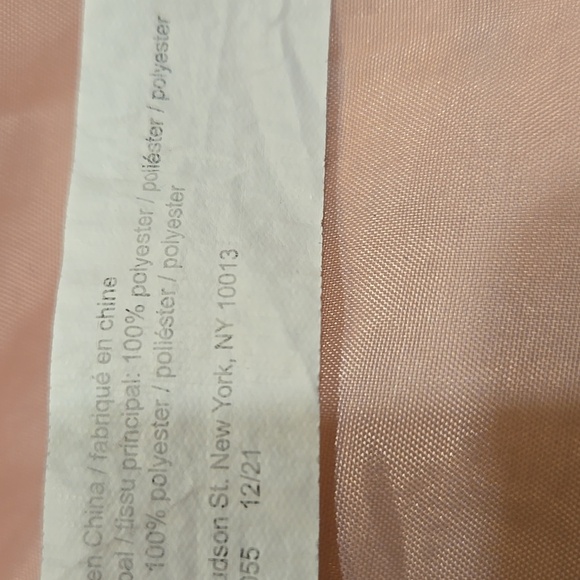 en China / fabriqué en chine
pal / tissu principal: 100% polyester / poliéster / polyester
100% polyester / poliéster / polyester
udson St. New York, NY 10013
055 12/21